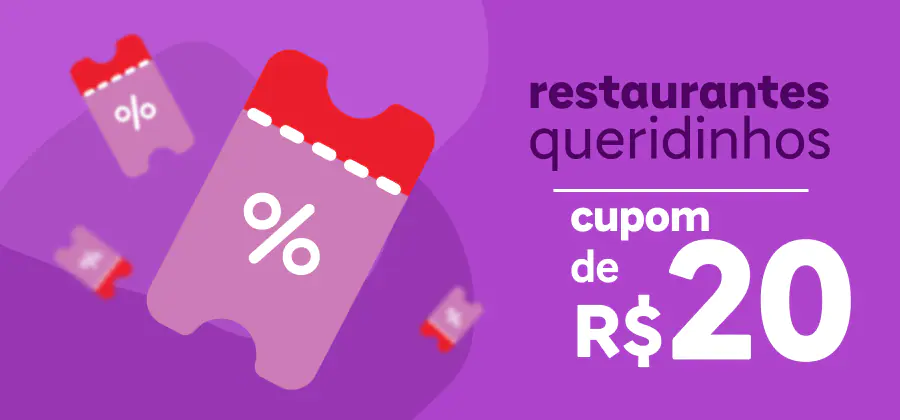 %
%
restaurantes
queridinhos
cupom
de
R$20